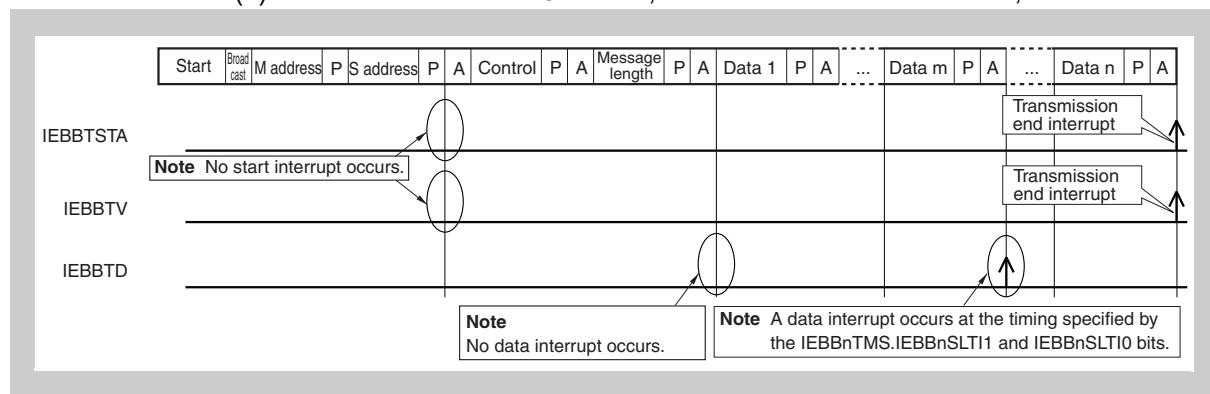 Start Broad cast M address P S address P A Control P A Message length P A Data 1 P A ... Data m P A ... Data n P A
Transmission
end interrupt
IEBBTSTA
Note No start interrupt occurs.
Transmission
end interrupt
IEBBTV
IEBBTD
Note
No data interrupt occurs.
Note A data interrupt occurs at the timing specified by
the IEBBnTMS.IEBBnSLTI1 and IEBBnSLTI0 bits.